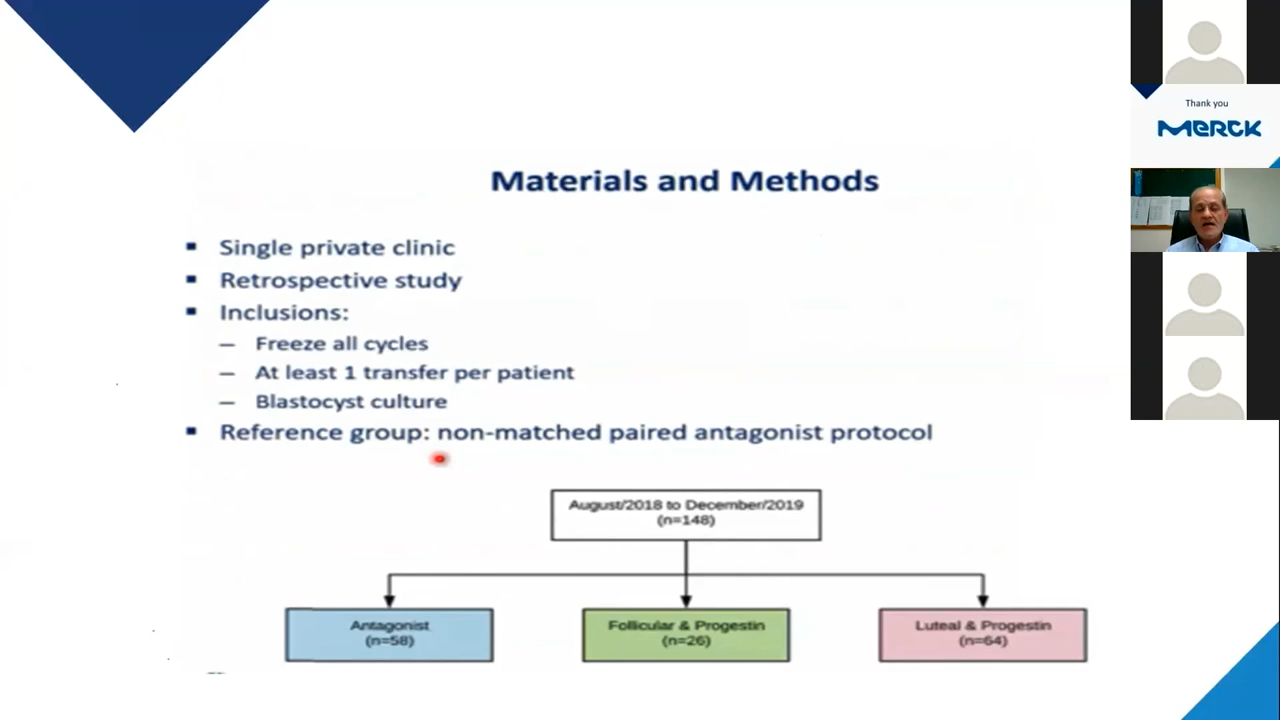 Materials and Methods
▪ Single private clinic
▪ Retrospective study
▪ Inclusions:
– Freeze all cycles
– At least 1 transfer per patient
– Blastocyst culture
▪ Reference group: non-matched paired antagonist protocol
August/2018 to December/2019
(n=148)
Antagonist
(n=58)
Follicular & Progestin
(n=26)
Luteal & Progestin
(n=64)
Thank you
MERCK